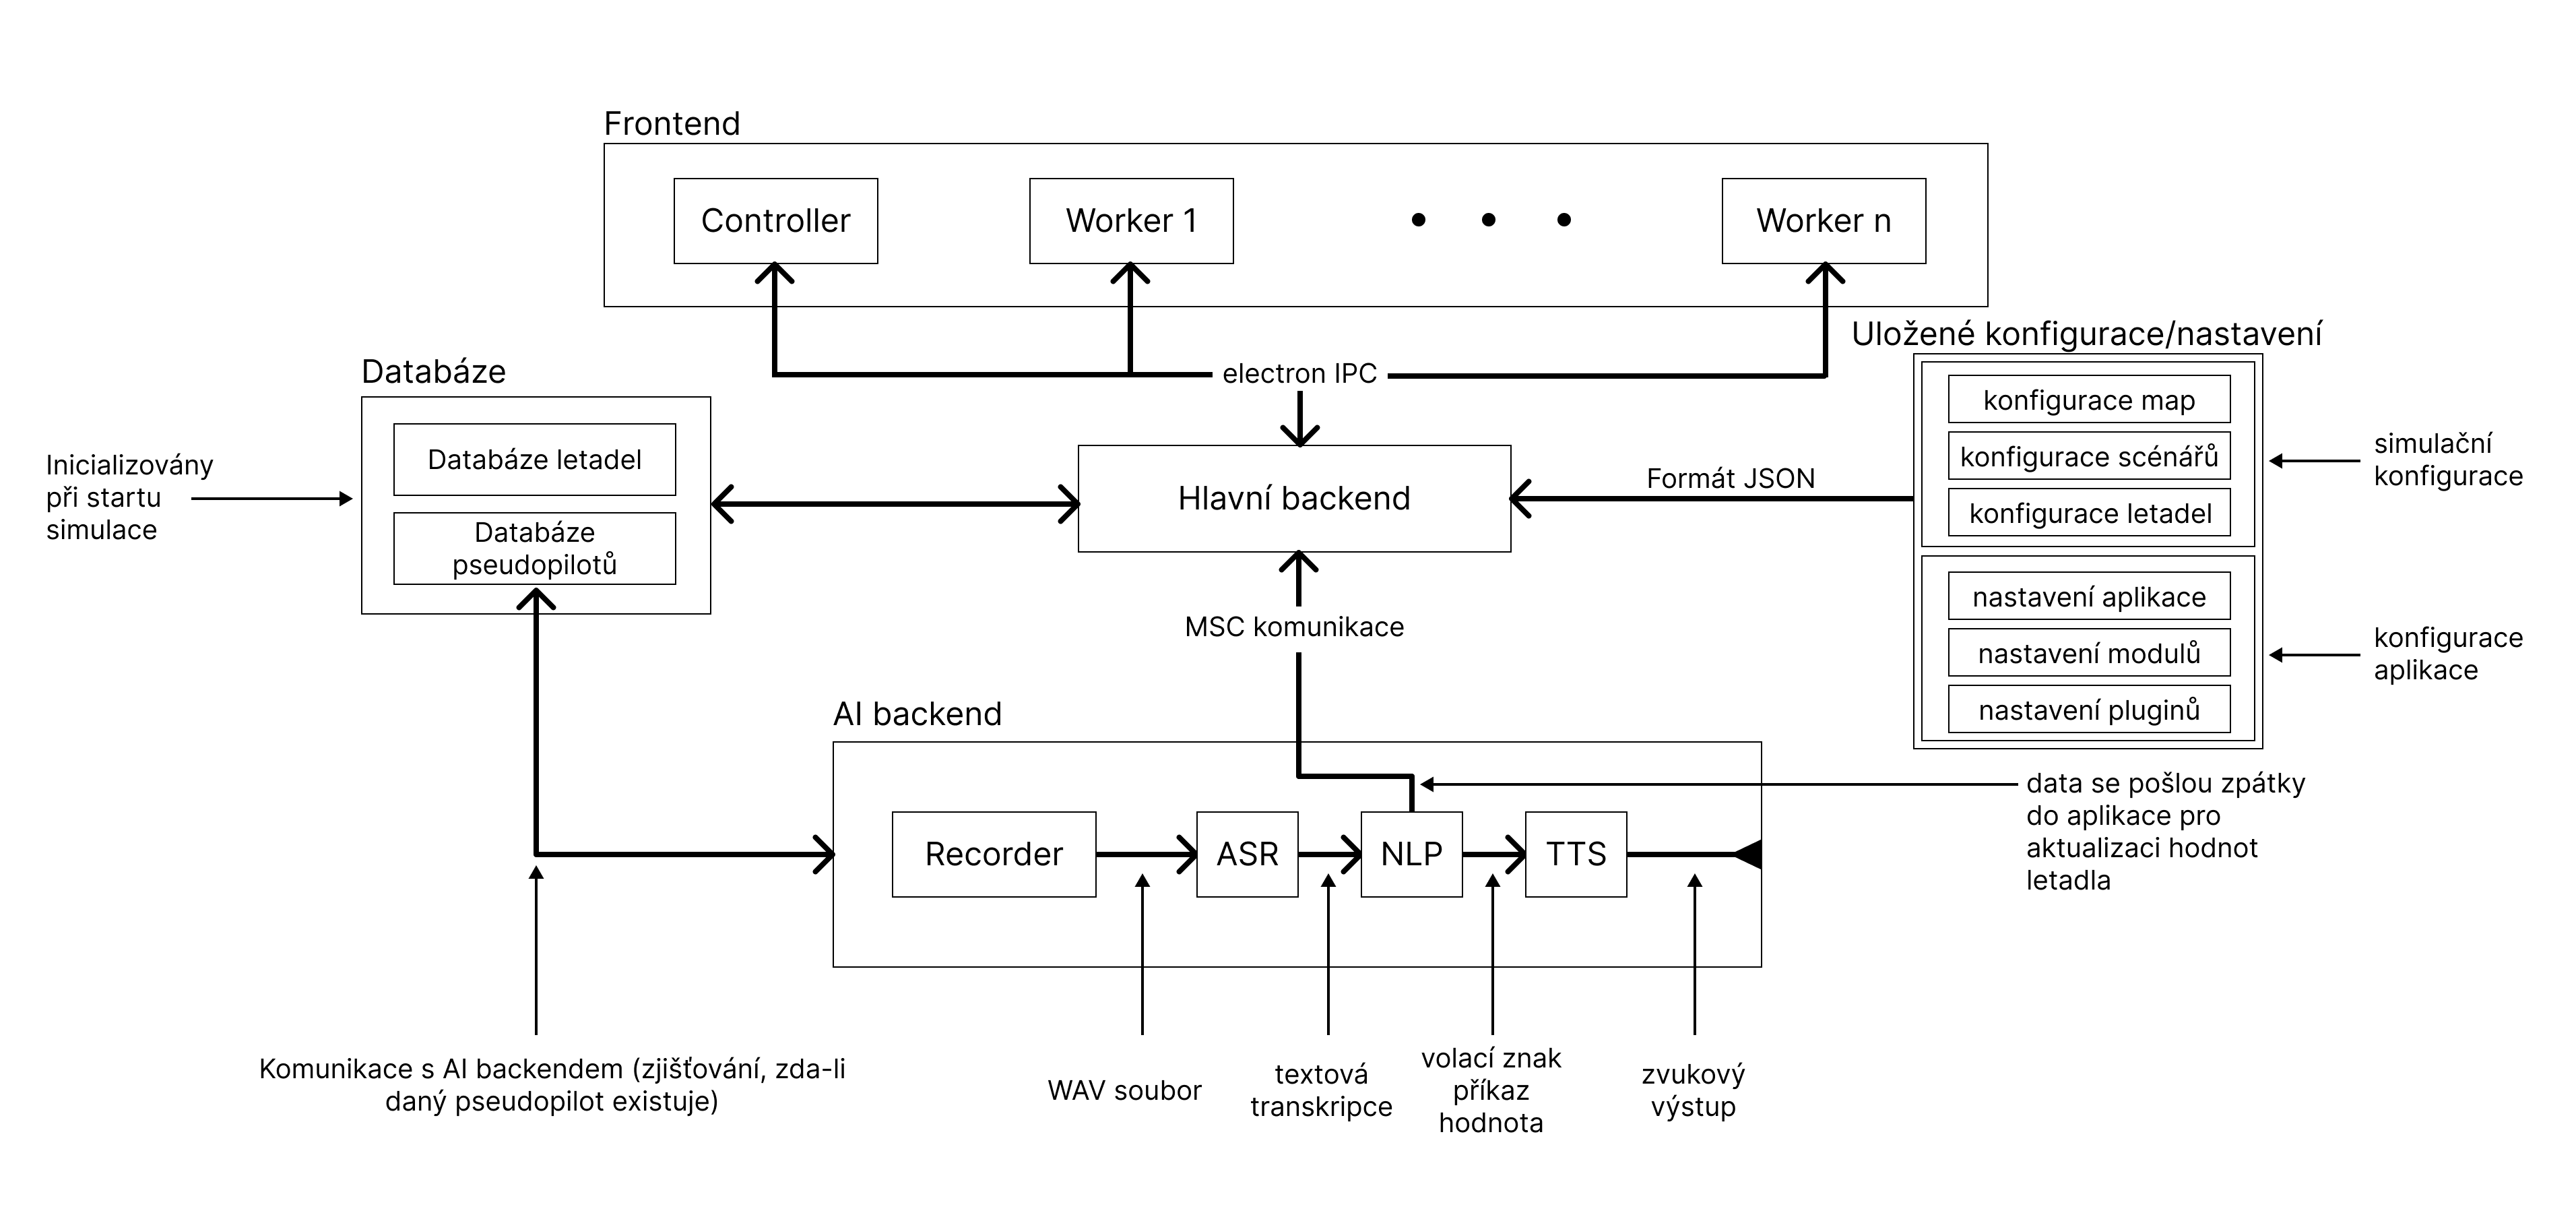 Frontend
Controller
Worker 1
Worker n
electron IPC
Uložené konfigurace/nastavení
konfigurace map
konfigurace scénářů
konfigurace letadel
nastavení aplikace
nastavení modulů
nastavení pluginů
simulační
konfigurace
konfigurace
aplikace
Databáze
Databáze letadel
Databáze
pseudopilotů
Inicializovány
při startu
simulace
Hlavní backend
Formát JSON
MSC komunikace
AI backend
Recorder
ASR
NLP
TTS
data se pošlou zpátky
do aplikace pro
aktualizaci hodnot
letadla
Komunikace s AI backendem (zjišťování, zda-li
daný pseudopilot existuje)
WAV soubor
textová
transkripce
volací znak
příkaz
hodnota
zvukový
výstup